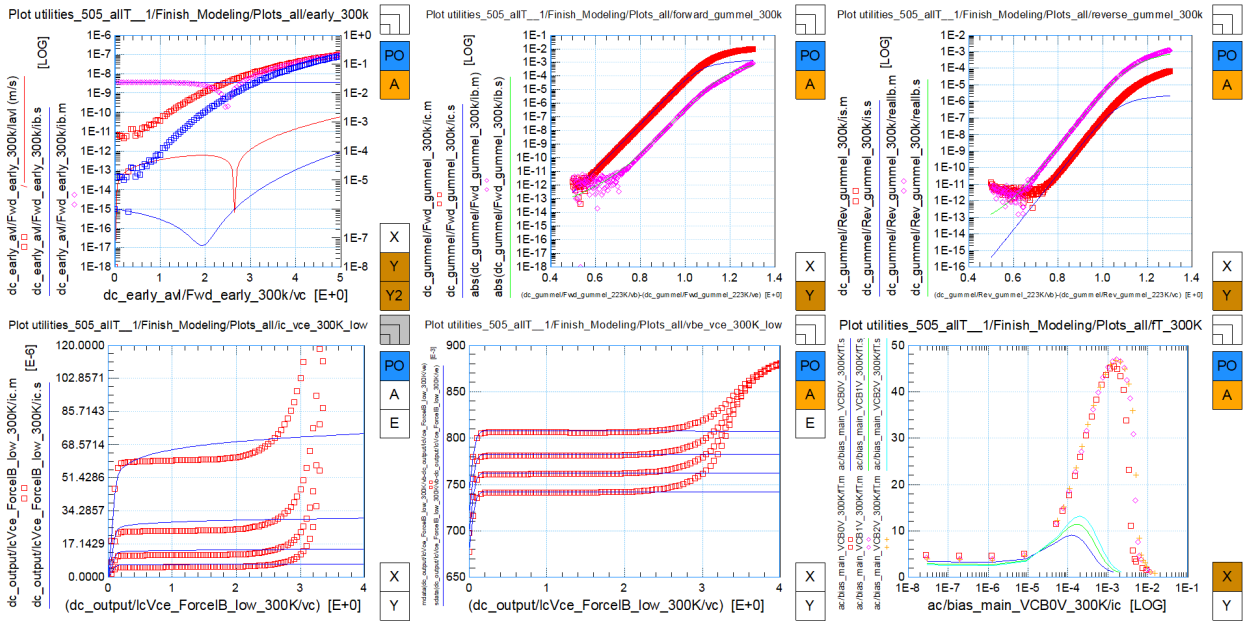 Plot utilities_505_allT__1/Finish_Modeling/Plots_all/early_300k
1E-6
1E-7
1E-8
1E-9
1E-10
1E-11
1E-12
1E-13
1E-14
1E-15
1E-16
1E-17
1E-18
1E+0
1E-1
1E-2
1E-3
1E-4
1E-5
1E-7
1E-8
[LOG]
0
1
2
3
4
5
dc_early_avl/Fwd_early_300k/vc [E+0]
dc_early_avl/Fwd_early_300k/Iavl (m/s)
dc_early_avl/Fwd_early_300k/ib.s
dc_early_avl/Fwd_early_300k/ib.m
PO
A
X
Y
Y2
Plot utilities_505_allT__1/Finish_Modeling/Plots_all/forward_gummel_300k
1E-1
1E-2
1E-3
1E-4
1E-5
1E-6
1E-7
1E-8
1E-9
1E-10
1E-11
1E-12
1E-13
1E-14
1E-15
1E-16
1E-17
1E-18
[LOG]
0.4
0.6
0.8
1.0
1.2
1.4
(dc_gummel/Fwd_gummel_223K/vb)-(dc_gummel/Fwd_gummel_223K/ve) [E+0]
dc_gummel/Fwd_gummel_300k/ic.m
dc_gummel/Fwd_gummel_300k/ic.s
abs(dc_gummel/Fwd_gummel_300k/ib.m)
abs(dc_gummel/Fwd_gummel_300k/ib.s)
PO
A
X
Y
Plot utilities_505_allT__1/Finish_Modeling/Plots_all/reverse_gummel_300k
1E-2
1E-3
1E-4
1E-5
1E-6
1E-7
1E-8
1E-9
1E-10
1E-11
1E-12
1E-13
1E-14
1E-15
1E-16
[LOG]
0.4
0.6
0.8
1.0
1.2
1.4
(dc_gummel/Rev_gummel_223K/vb)-(dc_gummel/Rev_gummel_223K/vc) [E+0]
dc_gummel/Rev_gummel_300k/is.m
dc_gummel/Rev_gummel_300k/is.s
dc_gummel/Rev_gummel_300k/realIb.m
dc_gummel/Rev_gummel_300k/realIb.s
PO
A
X
Y
Plot utilities_505_allT__1/Finish_Modeling/Plots_all/ic_vce_300K_low
120.0000
102.8571
85.7143
68.5714
51.4286
34.2857
17.1429
0.0000
[E-6]
0
1
2
3
4
(dc_output/IcVce_ForceIB_low_300K/vc) [E+0]
dc_output/IcVce_ForceIB_low_300K/ic.m
dc_output/IcVce_ForceIB_low_300K/ic.s
PO
A
E
X
Y
Plot utilities_505_allT__1/Finish_Modeling/Plots_all/vbe_vce_300K_low
900
850
800
750
700
650
[E-3]
0
1
2
3
4
(dc_output/IcVce_ForceIB_low_300K/vc) [E+0]
PO
A
E
X
Y
Plot utilities_505_allT__1/Finish_Modeling/Plots_all/fT_300K
50
40
30
20
10
0
1E-8
1E-7
1E-6
1E-5
1E-4
1E-3
1E-2
1E-1
ac/bias_main_VCB0V_300K/ic [LOG]
ac/bias_main_VCB0V_300K/fT.m
ac/bias_main_VCB0V_300K/fT.s
ac/bias_main_VCB1V_300K/fT.m
ac/bias_main_VCB1V_300K/fT.s
ac/bias_main_VCB2V_300K/fT.m
ac/bias_main_VCB2V_300K/fT.s
PO
A
X
Y